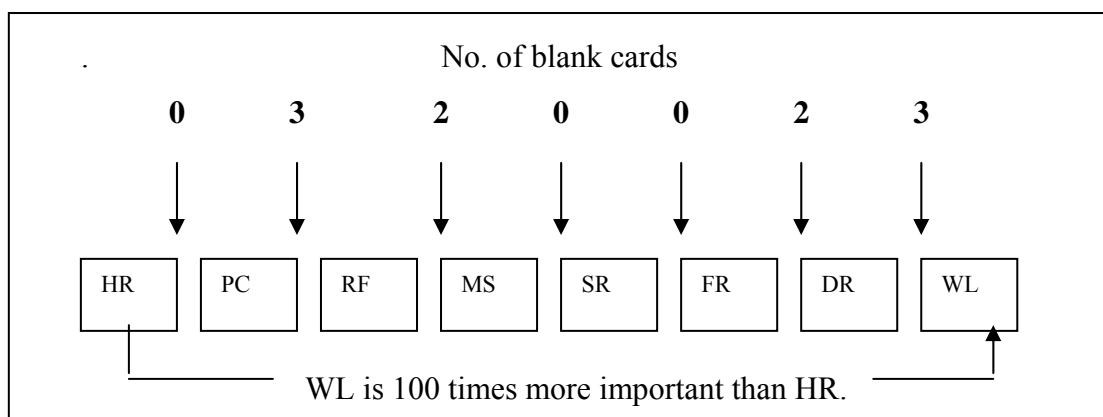 . No. of blank cards
0 3 2 0 0 2 3
HR PC RF MS SR FR DR WL
WL is 100 times more important than HR.